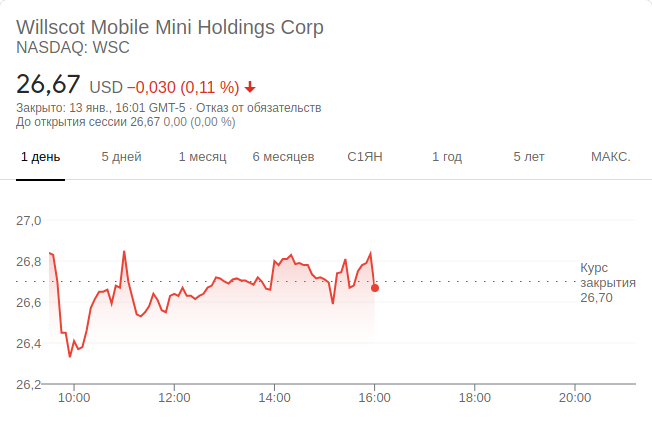 Willscot Mobile Mini Holdings Corp
NASDAQ: WSC
26,67 USD −0,030 (0,11 %)
Закрыто: 13 янв., 16:01 GMT-5 · Отказ от обязательств
До открытия сессии 26,67 0,00 (0,00 %)
1 день 5 дней 1 месяц 6 месяцев С1ЯН 1 год 5 лет МАКС.
27,0
26,8
26,6
26,4
26,2
Курс
закрытия
26,70
10:00 12:00 14:00 16:00 18:00 20:00